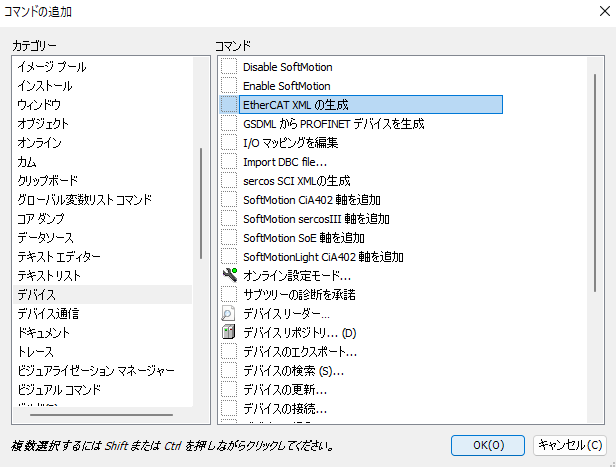 コマンドの追加
カテゴリー
イメージ プール
インストール
ウィンドウ
オブジェクト
オンライン
カム
クリップボード
グローバル変数リスト コマンド
コア ダンプ
データソース
テキスト エディター
テキスト リスト
デバイス
デバイス通信
ドキュメント
トレース
ビジュアライゼーション マネージャー
ビジュアル コマンド
コマンド
Disable SoftMotion
Enable SoftMotion
EtherCAT XML の生成
GSDML から PROFINET デバイスを生成
I/O マッピングを編集
Import DBC file...
sercos SCI XMLの生成
SoftMotion CiA402 軸を追加
SoftMotion sercosIII 軸を追加
SoftMotion SoE 軸を追加
SoftMotionLight CiA402 軸を追加
オンライン設定モード...
サブツリーの診断を承諾
デバイス リーダー...
デバイス リポジトリ... (D)
デバイスのエクスポート...
デバイスの検索 (S)...
デバイスの更新...
デバイスの接続...
複数選択するには Shift または Ctrl を押しながらクリックしてください。
OK(O)
キャンセル(C)